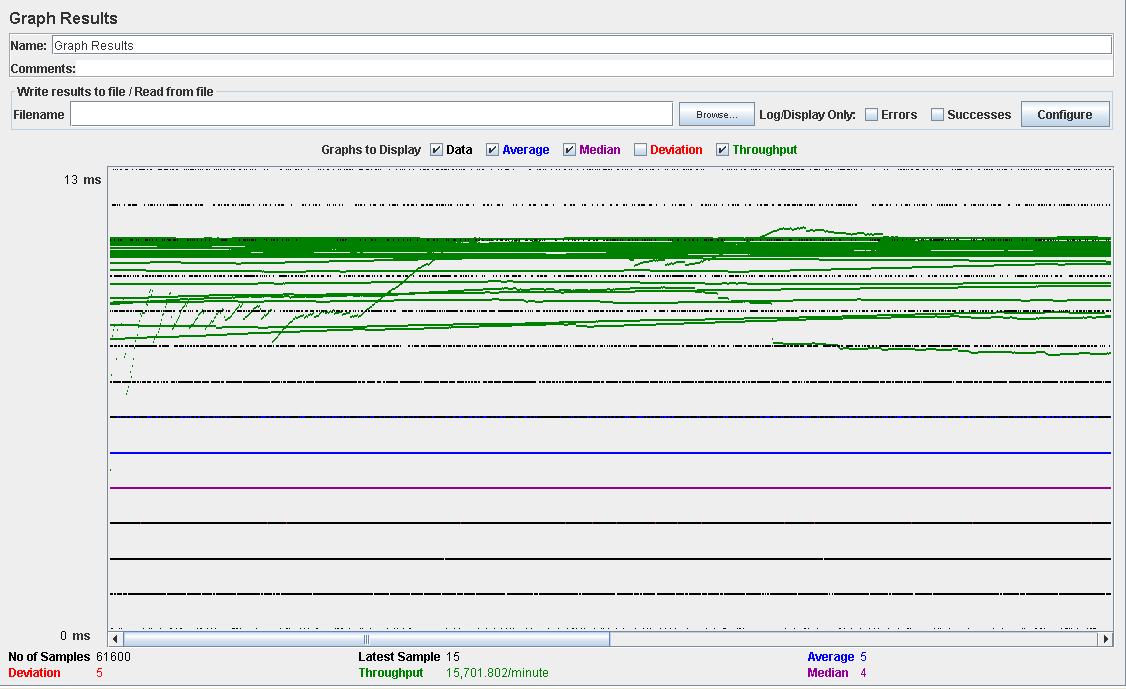 Graph Results
Name: Graph Results
Comments:
Write results to file / Read from file
Filename Browse... Log/Display Only: Errors Successes Configure
Graphs to Display Data Average Median Deviation Throughput
13 ms
0 ms
No of Samples 61600 Latest Sample 15 Average 5
Deviation 5 Throughput 15,701.802/minute Median 4